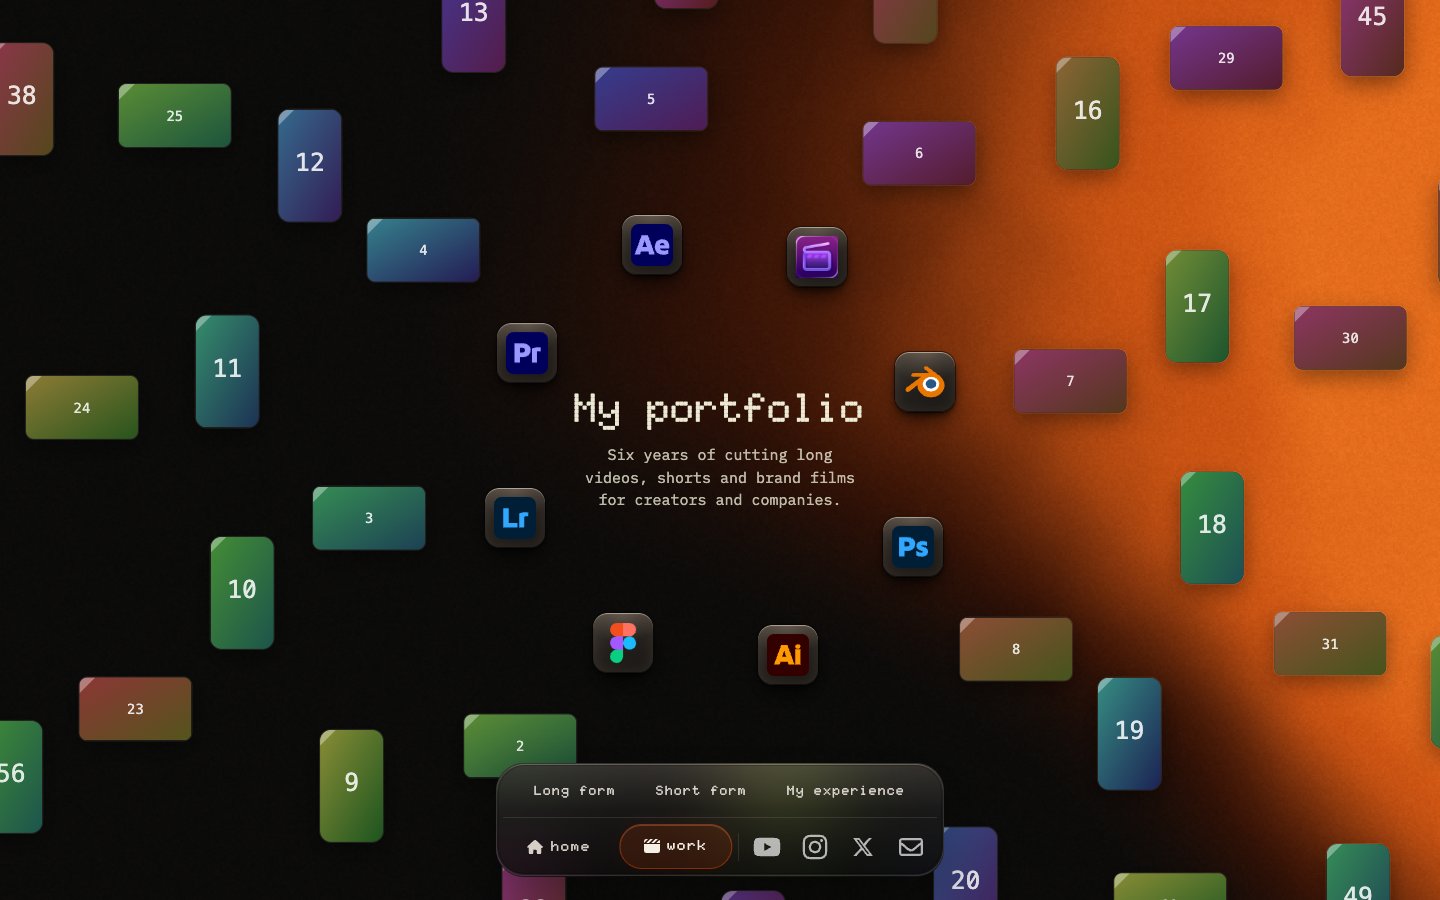 13
45
29
38
5
16
25
6
12
4
Ae
17
Pr
30
11
7
24
My portfolio
Six years of cutting long
videos, shorts and brand films
for creators and companies.
3
Lr
18
Ps
10
31
8
Ai
23
19
2
56
9
Long form Short form My experience
home work
20
49